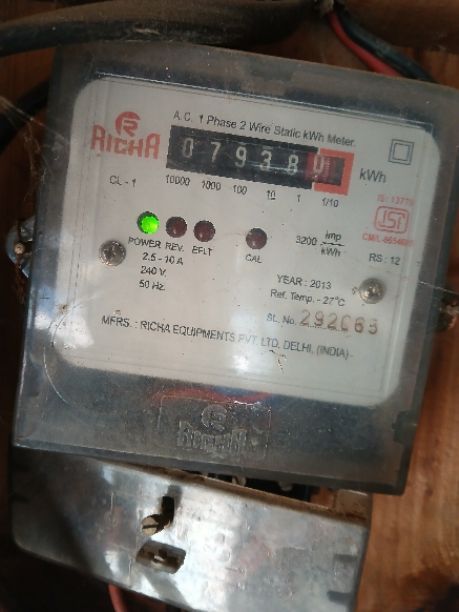 A.C. 1 Phase 2 Wire Static kWh Meter.
RICHA
07938
kWh
CL - 1 10000 1000 100 10 1 1/10
POWER REV. EFLT CAL
3200 imp/kWh
2.5 - 10 A
240 V.
50 Hz.
RS : 12
YEAR : 2013
Ref. Temp. - 27°C
SL. No.
MFRS. : RICHA EQUIPMENTS PVT. LTD. DELHI, (INDIA)
RICHA